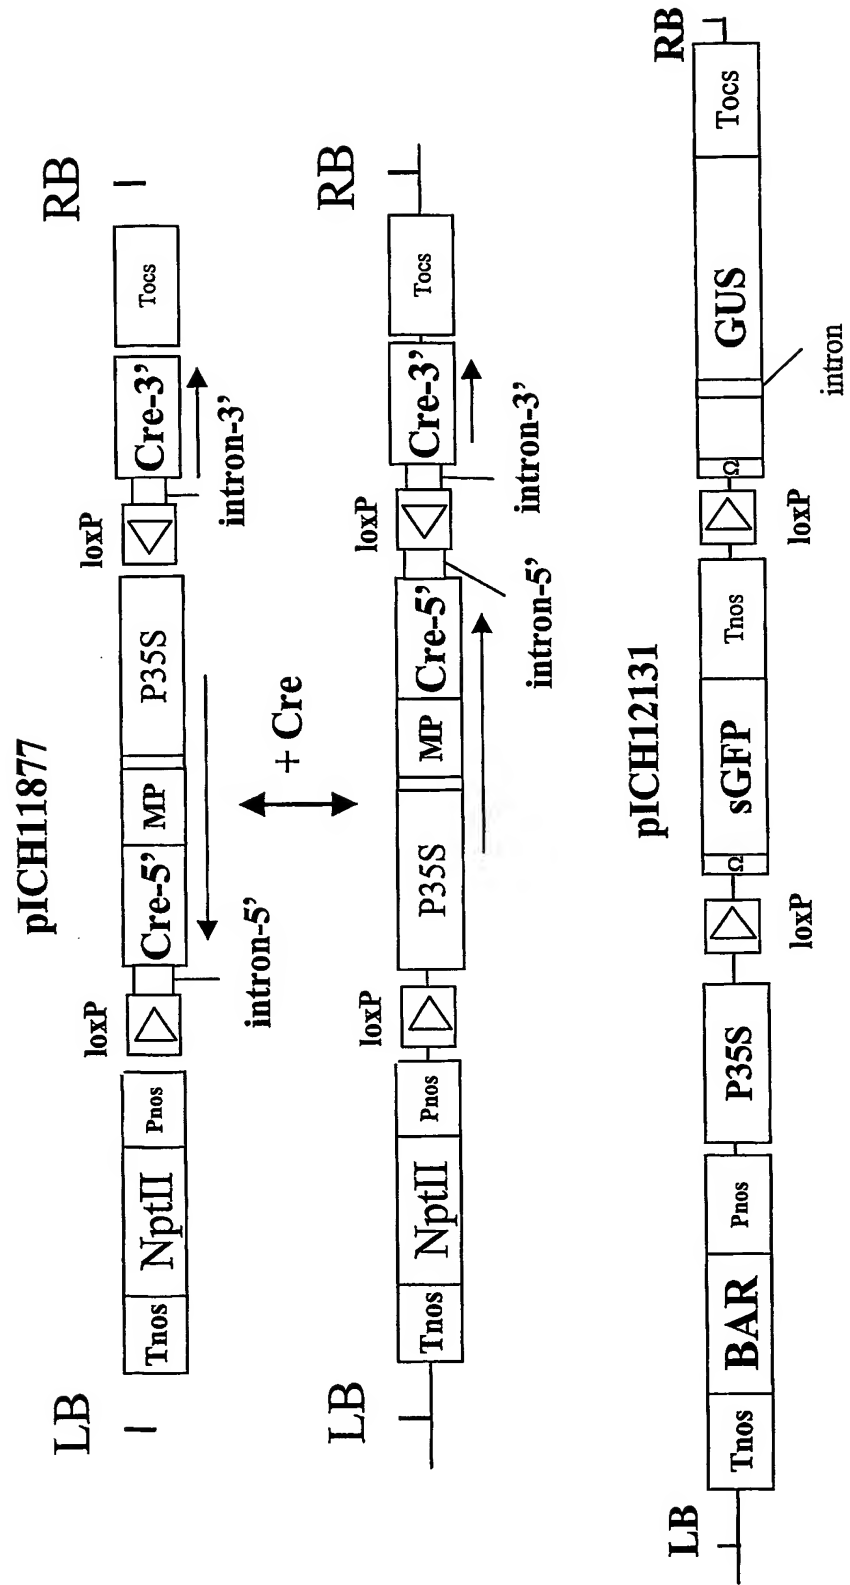 pICH11877
LB
RB
loxP
loxP
Tnos
NptII
Pnos
Cre-5’
MP
P35S
Cre-3’
Tocs
intron-5’
intron-3’
+ Cre
LB
RB
loxP
loxP
Tnos
NptII
Pnos
P35S
MP
Cre-5’
Cre-3’
Tocs
intron-5’
intron-3’
pICH12131
LB
RB
Tnos
BAR
Pnos
P35S
Ω
sGFP
Tnos
Ω
GUS
Tocs
loxP
loxP
intron